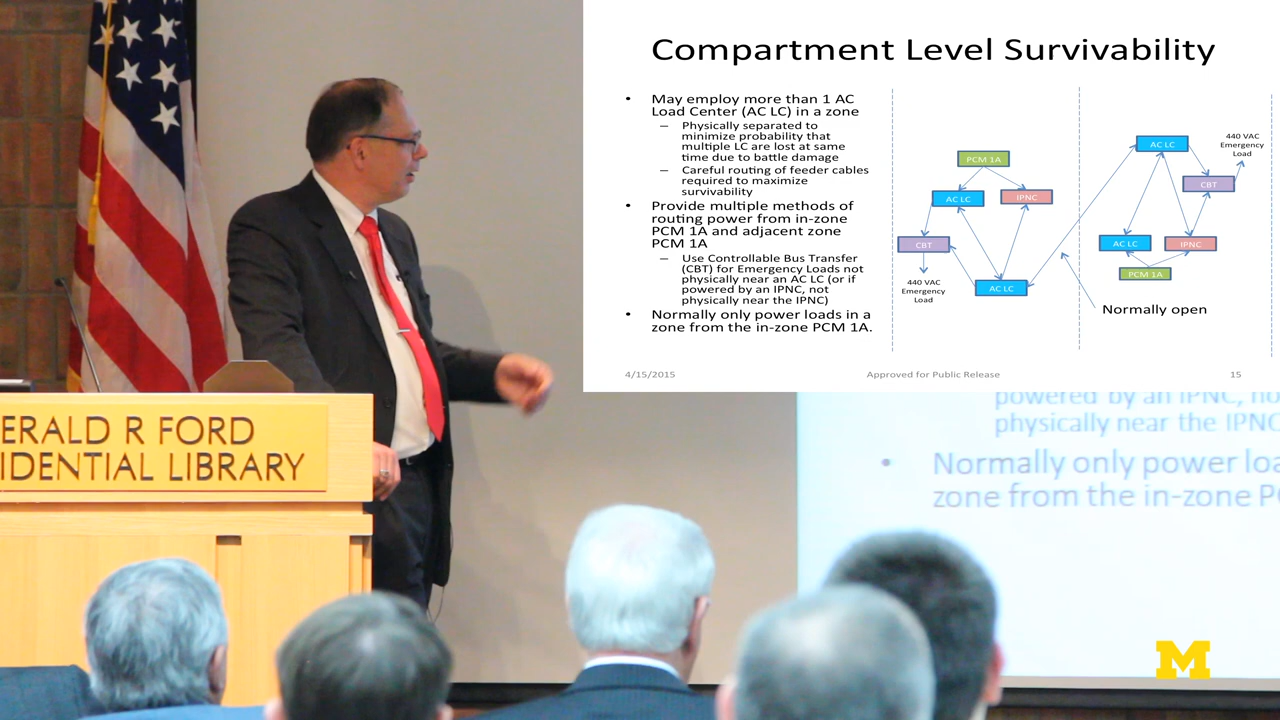 Compartment Level Survivability
• May employ more than 1 AC
Load Center (AC LC) in a zone
– Physically separated to
minimize probability that
multiple LC are lost at same
time due to battle damage
– Careful routing of feeder cables
required to maximize
survivability
• Provide multiple methods of
routing power from in-zone
PCM 1A and adjacent zone
PCM 1A
– Use Controllable Bus Transfer
(CBT) for Emergency Loads not
physically near an AC LC (or if
powered by an IPNC, not
physically near the IPNC)
• Normally only power loads in a
zone from the in-zone PCM 1A.
PCM 1A
AC LC
IPNC
CBT
440 VAC
Emergency
Load
AC LC
AC LC
440 VAC
Emergency
Load
CBT
AC LC
IPNC
PCM 1A
Normally open
4/15/2015
Approved for Public Release
15
powered by an IPNC, no
physically near the IPNC
• Normally only power loa
zone from the in-zone P
ERALD R FORD
IDENTIAL LIBRARY
M